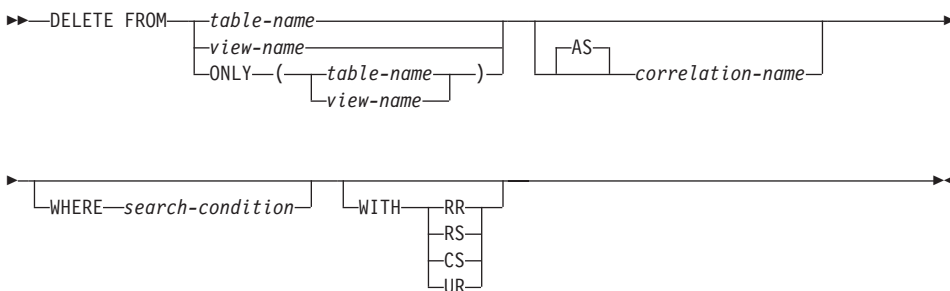 DELETE FROM table-name
view-name
ONLY ( table-name )
view-name
AS
correlation-name
WHERE search-condition
WITH RR
RS
CS
UR